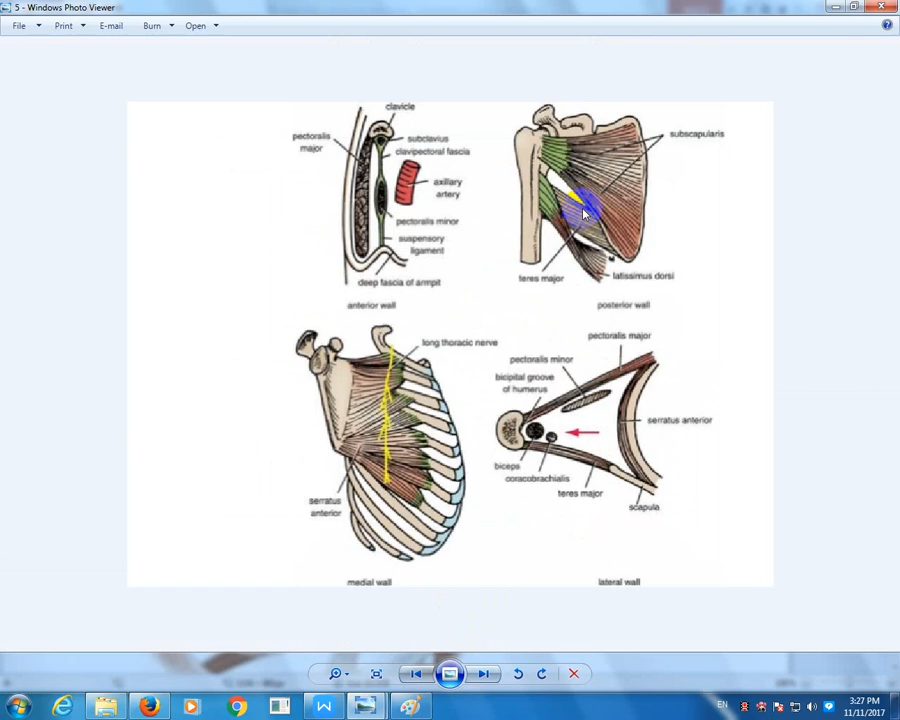 5 - Windows Photo Viewer
File Print E-mail Burn Open
clavicle
pectoralis
major
subclavius
clavipectoral fascia
axillary
artery
pectoralis minor
suspensory
ligament
deep fascia of armpit
anterior wall
subscapularis
teres major
latissimus dorsi
posterior wall
long thoracic nerve
serratus
anterior
medial wall
pectoralis major
pectoralis minor
bicipital groove
of humerus
serratus anterior
biceps
coracobrachialis
teres major
scapula
lateral wall
EN
3:27 PM
11/11/2017